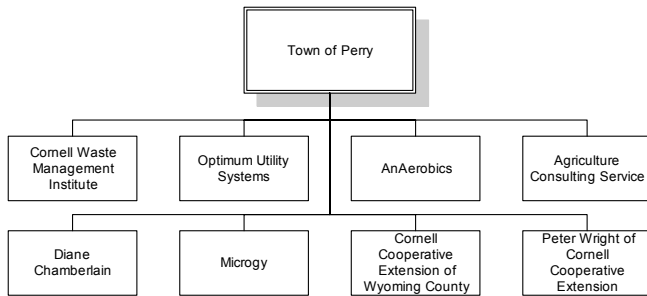 Town of Perry
Cornell Waste
Management
Institute
Optimum Utility
Systems
AnAerobics
Agriculture
Consulting Service
Diane
Chamberlain
Microgy
Cornell
Cooperative
Extension of
Wyoming County
Peter Wright of
Cornell
Cooperative
Extension